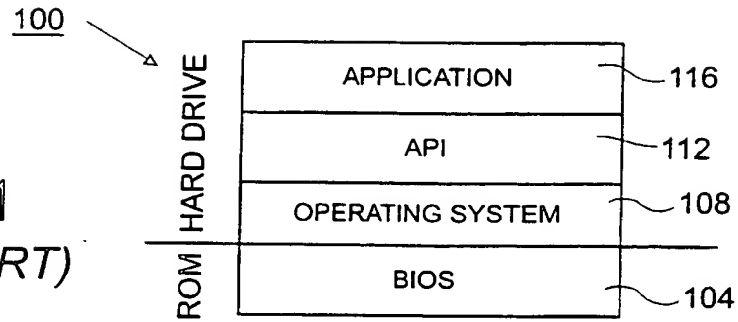 100
HARD DRIVE
APPLICATION
116
API
112
OPERATING SYSTEM
108
ROM
BIOS
104